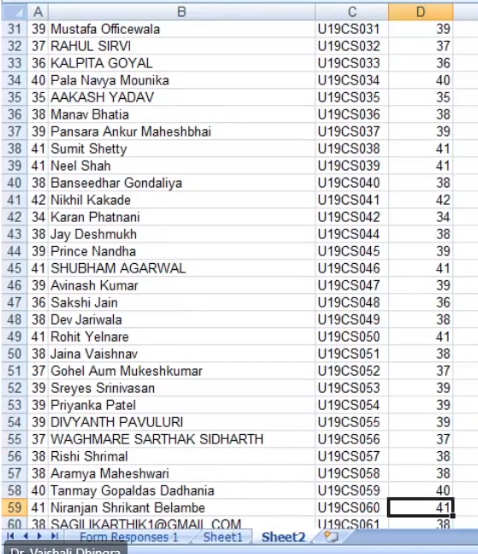 A B C D
31 39 Mustafa Officewala U19CS031 39
32 37 RAHUL SIRVI U19CS032 37
33 36 KALPITA GOYAL U19CS033 36
34 40 Pala Navya Mounika U19CS034 40
35 35 AAKASH YADAV U19CS035 35
36 38 Manav Bhatia U19CS036 38
37 39 Pansara Ankur Maheshbhai U19CS037 39
38 41 Sumit Shetty U19CS038 41
39 41 Neel Shah U19CS039 41
40 38 Banseedhar Gondaliya U19CS040 38
41 42 Nikhil Kakade U19CS041 42
42 34 Karan Phatnani U19CS042 34
43 38 Jay Deshmukh U19CS044 38
44 39 Prince Nandha U19CS045 39
45 41 SHUBHAM AGARWAL U19CS046 41
46 39 Avinash Kumar U19CS047 39
47 36 Sakshi Jain U19CS048 36
48 38 Dev Jariwala U19CS049 38
49 41 Rohit Yelnare U19CS050 41
50 38 Jaina Vaishnav U19CS051 38
51 37 Gohel Aum Mukeshkumar U19CS052 37
52 39 Sreyes Srinivasan U19CS053 39
53 39 Priyanka Patel U19CS054 39
54 39 DIVYANTH PAVULURI U19CS055 39
55 37 WAGHMARE SARTHAK SIDHARTH U19CS056 37
56 38 Rishi Shrimal U19CS057 38
57 38 Aramya Maheshwari U19CS058 38
58 40 Tanmay Gopaldas Dadhania U19CS059 40
59 41 Niranjan Shrikant Belambe U19CS060 41
60 38 SAGILIKARTHIK1@GMAIL.COM U19CS061 38
Form Responses 1 Sheet1 Sheet2
Dr. Vaishali Dhingra